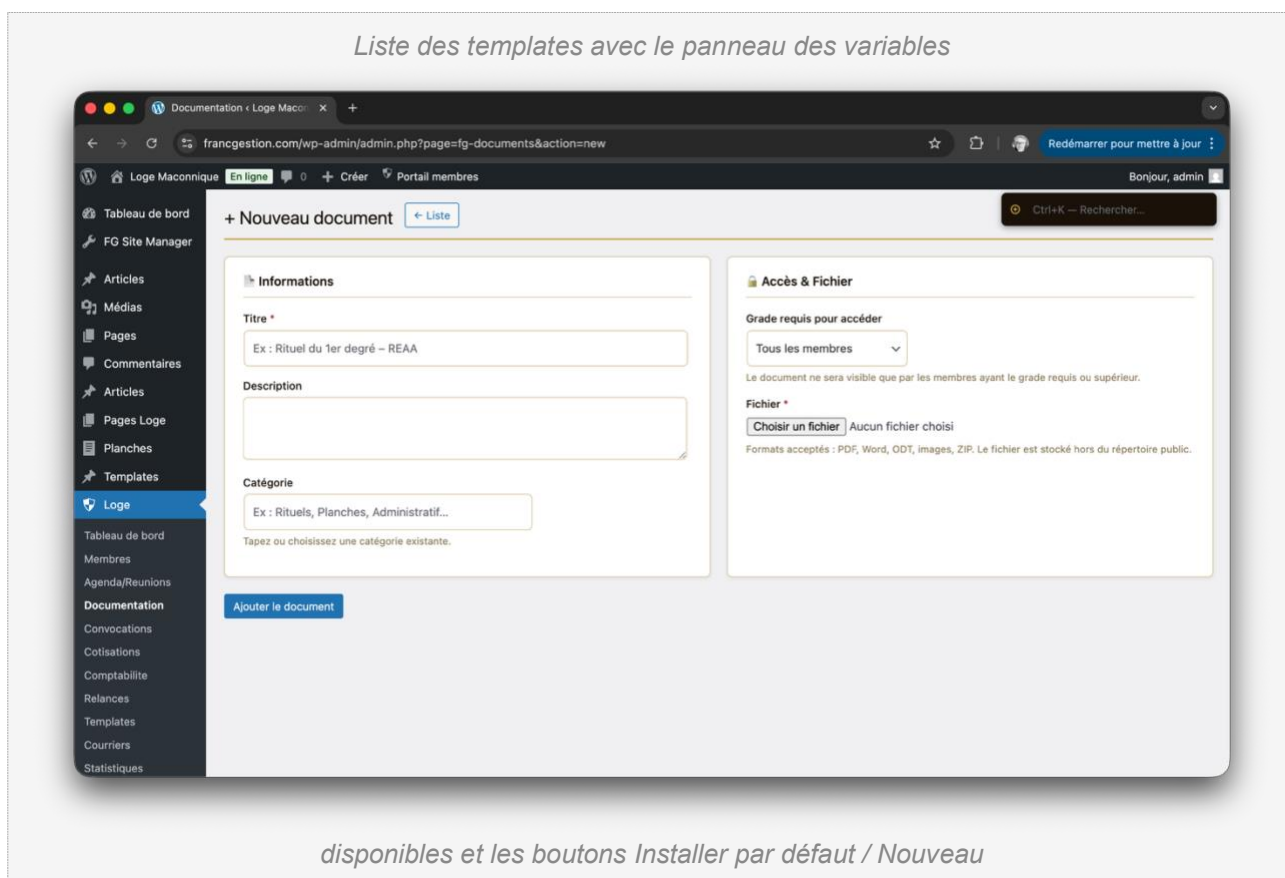 Liste des templates avec le panneau des variables
Documentation ‹ Loge Macon
francgestion.com/wp-admin/admin.php?page=fg-documents&action=new
Redémarrer pour mettre à jour
Loge Maconnique En ligne 0 + Créer Portail membres
Bonjour, admin
Tableau de bord
FG Site Manager
Articles
Médias
Pages
Commentaires
Articles
Pages Loge
Planches
Templates
Loge
Tableau de bord
Membres
Agenda/Reunions
Documentation
Convocations
Cotisations
Comptabilite
Relances
Templates
Courriers
Statistiques
+ Nouveau document ← Liste
Ctrl+K — Rechercher...
Informations
Titre *
Ex : Rituel du 1er degré – REAA
Description
Catégorie
Ex : Rituels, Planches, Administratif...
Tapez ou choisissez une catégorie existante.
Accès & Fichier
Grade requis pour accéder
Tous les membres
Le document ne sera visible que par les membres ayant le grade requis ou supérieur.
Fichier *
Choisir un fichier Aucun fichier choisi
Formats acceptés : PDF, Word, ODT, images, ZIP. Le fichier est stocké hors du répertoire public.
Ajouter le document
disponibles et les boutons Installer par défaut / Nouveau